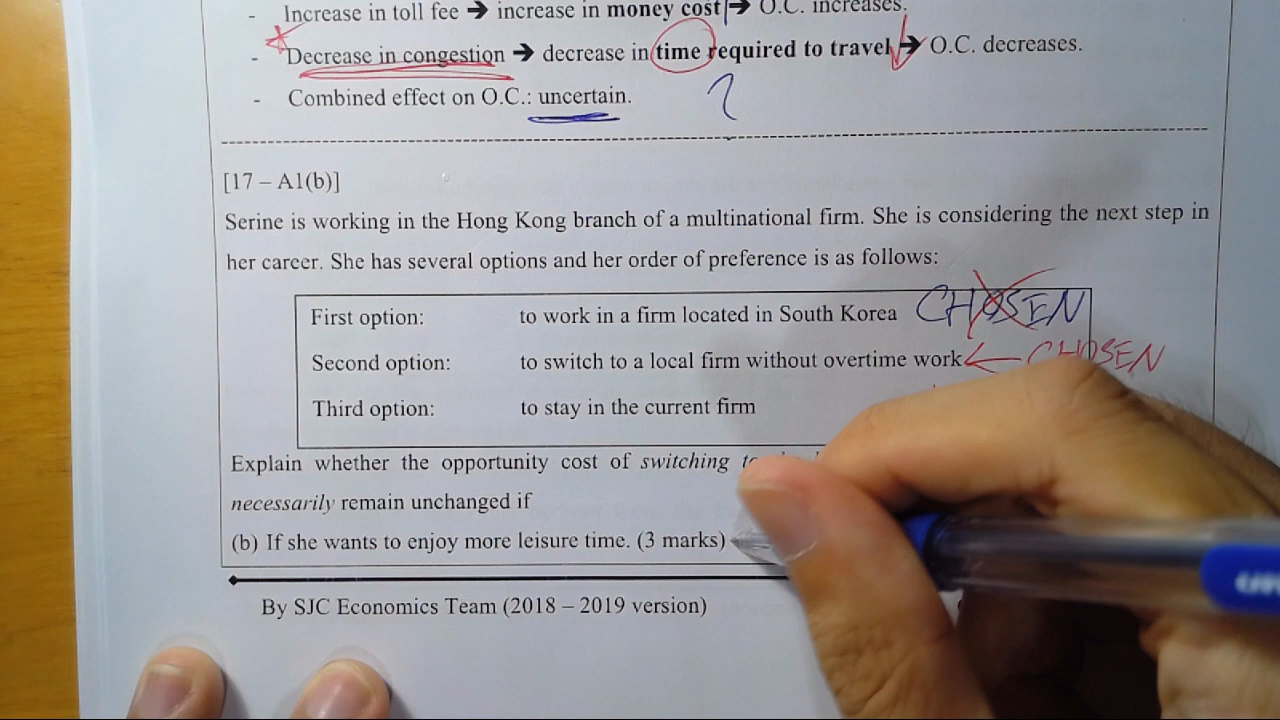 - Increase in toll fee ➔ increase in money cost ➔ O.C. increases.
- Decrease in congestion ➔ decrease in time required to travel ➔ O.C. decreases.
- Combined effect on O.C.: uncertain.
[17 – A1(b)]
Serine is working in the Hong Kong branch of a multinational firm. She is considering the next step in
her career. She has several options and her order of preference is as follows:
First option: to work in a firm located in South Korea CHOSEN
Second option: to switch to a local firm without overtime work ← CHOSEN
Third option: to stay in the current firm
Explain whether the opportunity cost of switching
necessarily remain unchanged if
(b) If she wants to enjoy more leisure time. (3 marks)
By SJC Economics Team (2018 – 2019 version)